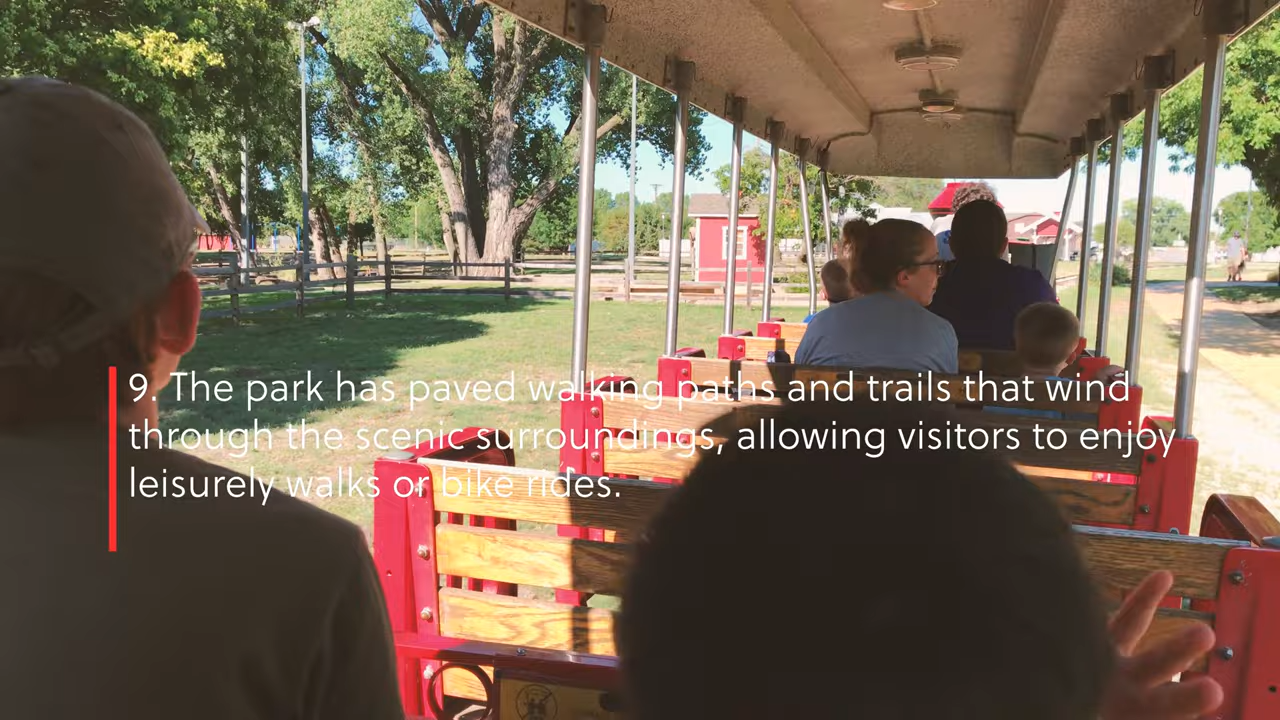 9. The park has paved walking paths and trails that wind
through the scenic surroundings, allowing visitors to enjoy
leisurely walks or bike rides.